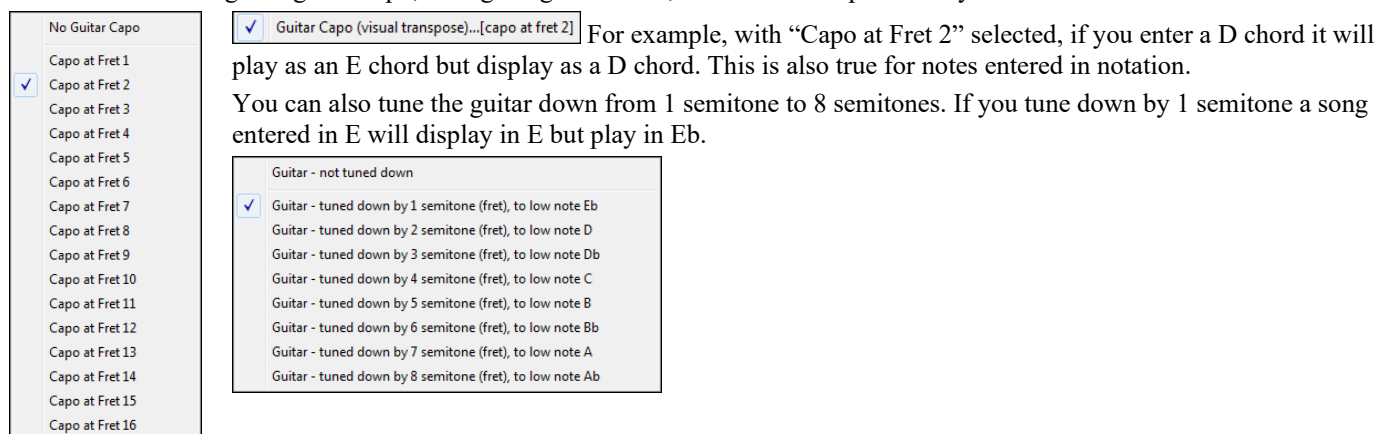 No Guitar Capo
Capo at Fret 1
Capo at Fret 2
Capo at Fret 3
Capo at Fret 4
Capo at Fret 5
Capo at Fret 6
Capo at Fret 7
Capo at Fret 8
Capo at Fret 9
Capo at Fret 10
Capo at Fret 11
Capo at Fret 12
Capo at Fret 13
Capo at Fret 14
Capo at Fret 15
Capo at Fret 16
Guitar Capo (visual transpose)...[capo at fret 2] For example, with “Capo at Fret 2” selected, if you enter a D chord it will
play as an E chord but display as a D chord. This is also true for notes entered in notation.
You can also tune the guitar down from 1 semitone to 8 semitones. If you tune down by 1 semitone a song
entered in E will display in E but play in Eb.
Guitar - not tuned down
Guitar - tuned down by 1 semitone (fret), to low note Eb
Guitar - tuned down by 2 semitone (fret), to low note D
Guitar - tuned down by 3 semitone (fret), to low note Db
Guitar - tuned down by 4 semitone (fret), to low note C
Guitar - tuned down by 5 semitone (fret), to low note B
Guitar - tuned down by 6 semitone (fret), to low note Bb
Guitar - tuned down by 7 semitone (fret), to low note A
Guitar - tuned down by 8 semitone (fret), to low note Ab